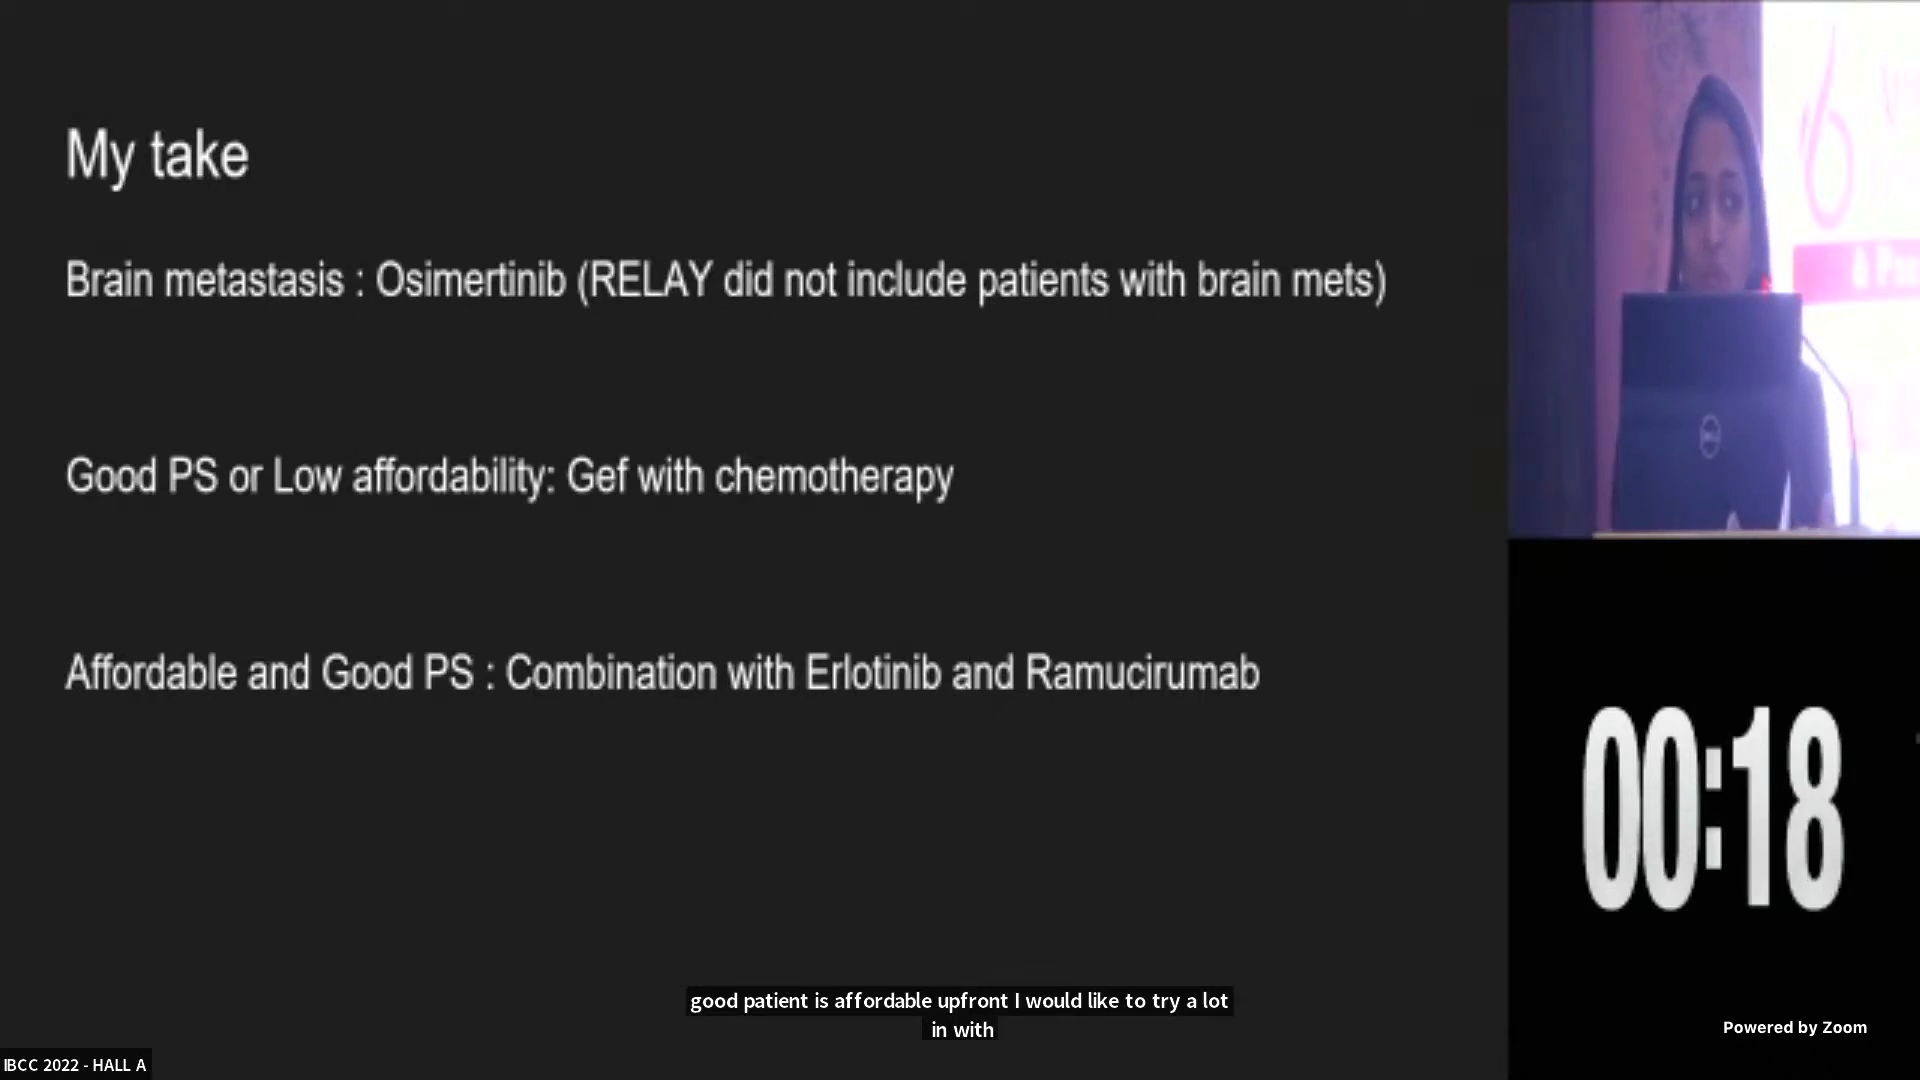 My take
Brain metastasis : Osimertinib (RELAY did not include patients with brain mets)
Good PS or Low affordability: Gef with chemotherapy
Affordable and Good PS : Combination with Erlotinib and Ramucirumab
00:18
good patient is affordable upfront I would like to try a lot
in with
Powered by Zoom
IBCC 2022 - HALL A